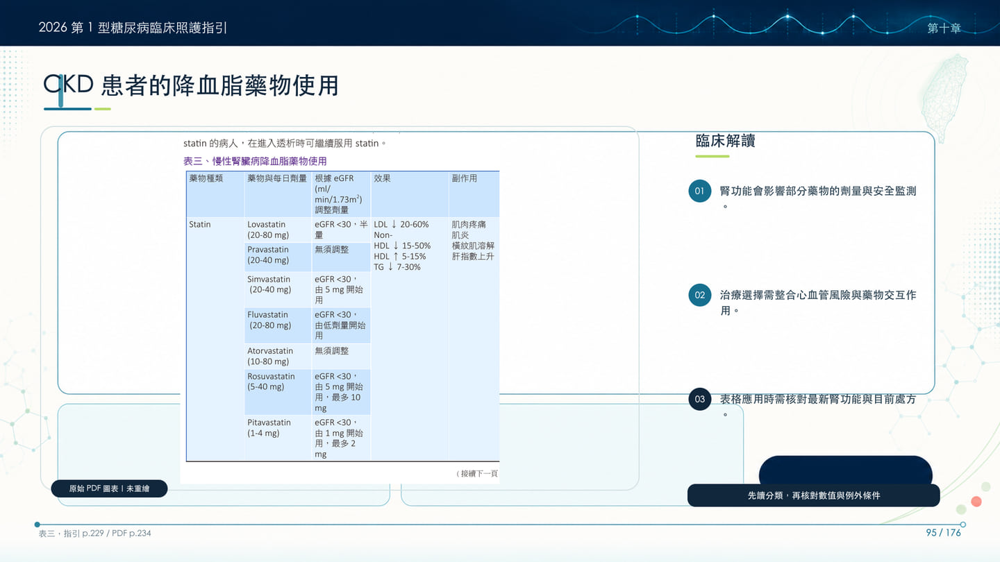 2026 第 1 型糖尿病臨床照護指引
第十章
CKD 患者的降血脂藥物使用
statin 的病人，在進入透析時可繼續服用 statin。
表三、慢性腎臟病降血脂藥物使用
藥物種類
藥物與每日劑量
根據 eGFR
(ml/
min/1.73m²)
調整劑量
效果
副作用
Statin
Lovastatin
(20-80 mg)
eGFR <30，半
量
LDL ↓ 20-60%
Non-
HDL ↓ 15-50%
HDL ↑ 5-15%
TG ↓ 7-30%
肌肉疼痛
肌炎
橫紋肌溶解
肝指數上升
Pravastatin
(20-40 mg)
無須調整
Simvastatin
(20-40 mg)
eGFR <30，
由 5 mg 開始
用
Fluvastatin
(20-80 mg)
eGFR <30，
由低劑量開始
用
Atorvastatin
(10-80 mg)
無須調整
Rosuvastatin
(5-40 mg)
eGFR <30，
由 5 mg 開始
用，最多 10
mg
Pitavastatin
(1-4 mg)
eGFR <30，
由 1 mg 開始
用，最多 2
mg
（接續下一頁
原始 PDF 圖表｜未重繪
臨床解讀
01
腎功能會影響部分藥物的劑量與安全監測
。
02
治療選擇需整合心血管風險與藥物交互作
用。
03
表格應用時需核對最新腎功能與目前處方
。
先讀分類，再核對數值與例外條件
表三，指引 p.229 / PDF p.234
95 / 176